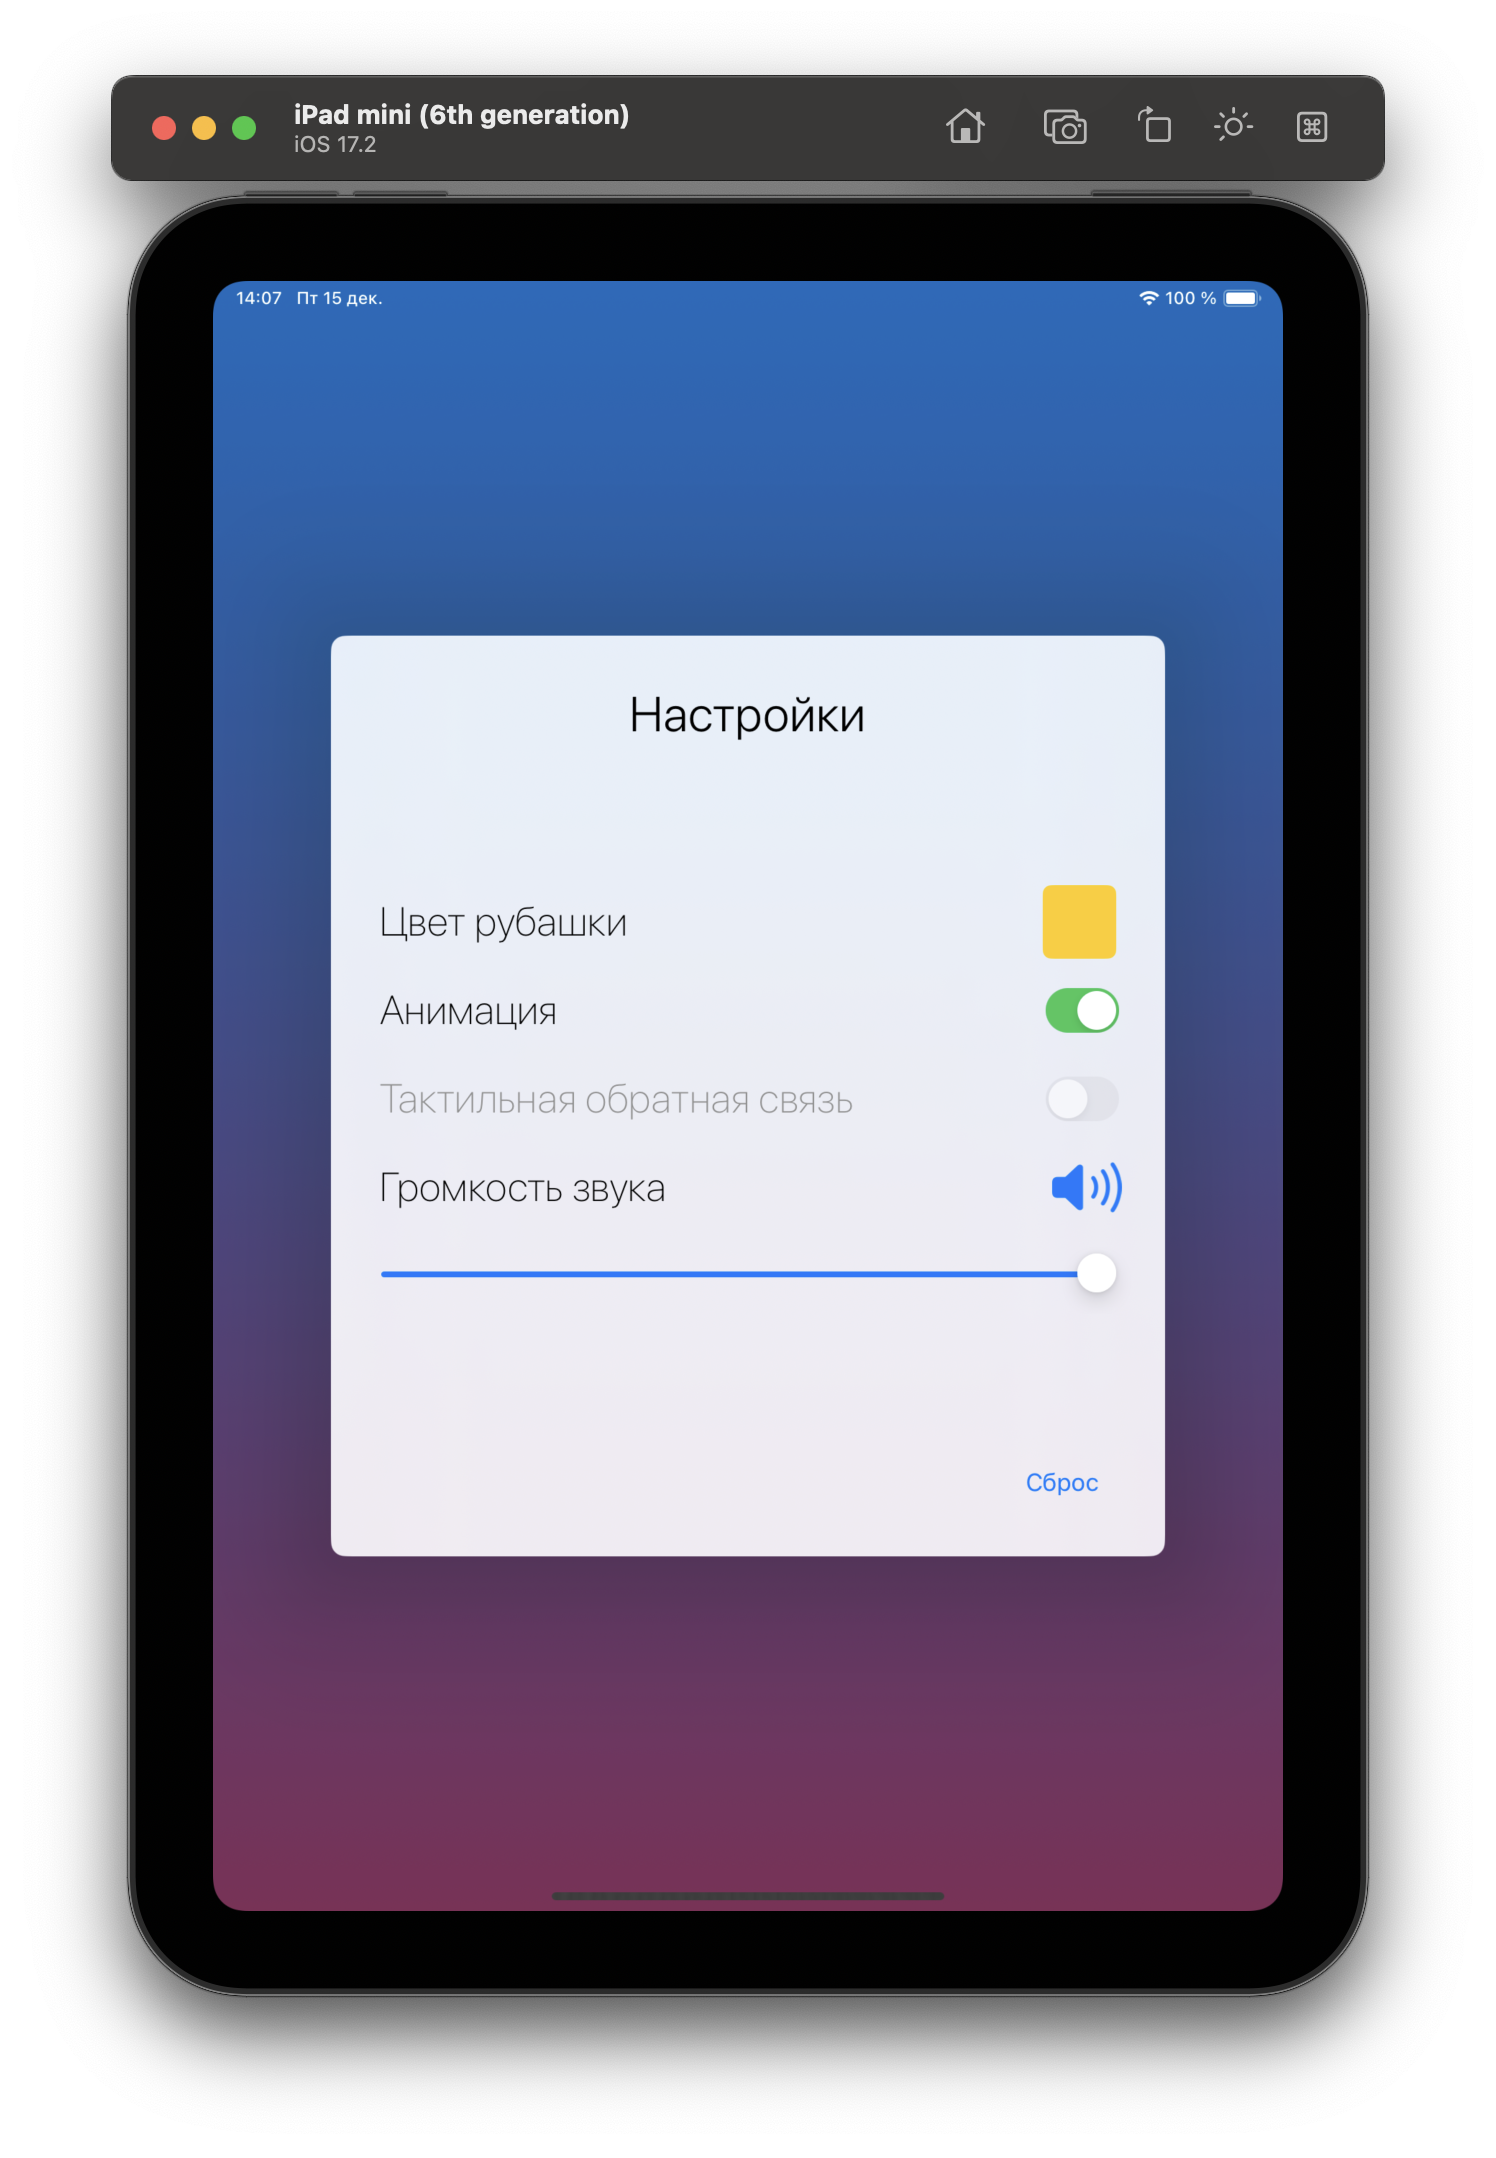 iPad mini (6th generation)
iOS 17.2
14:07 Пт 15 дек. 100 %
Настройки
Цвет рубашки
Анимация
Тактильная обратная связь
Громкость звука
Сброс